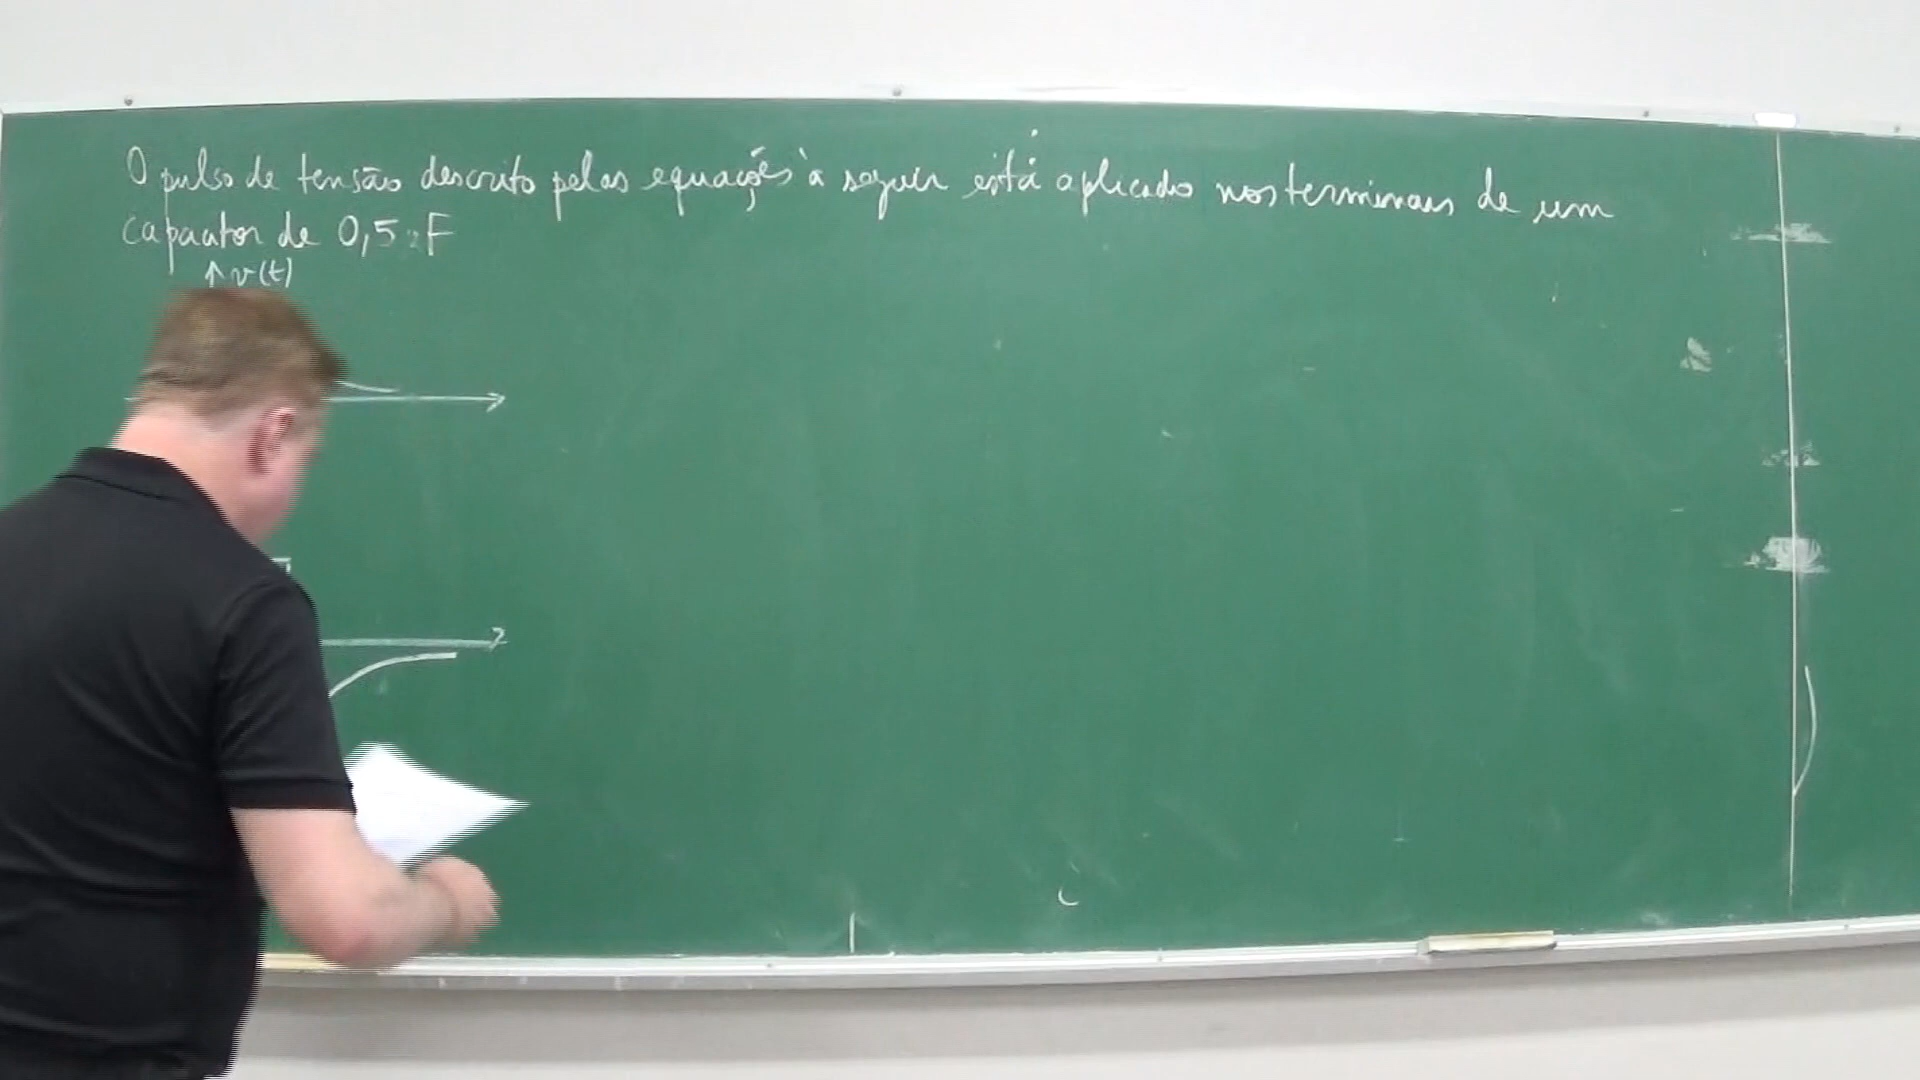 O pulso de tensão descrito pelas equações à seguir está aplicado nos terminais de um
capacitor de 0,5 F
v(t)